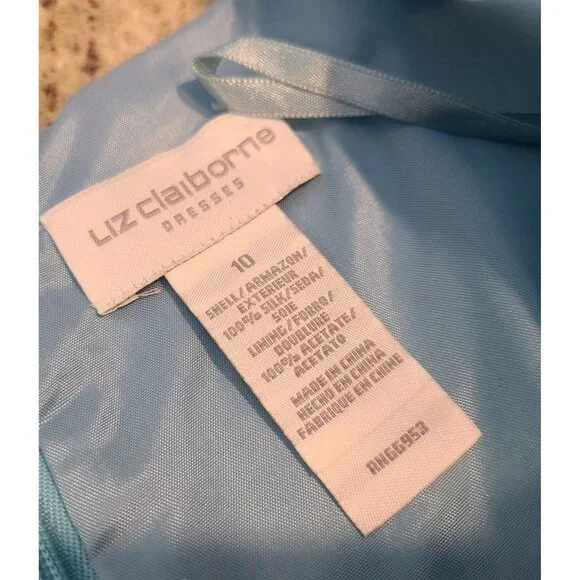 LIZ claiborne
DRESSES
10
SHELL/ARMAZON/
EXTERIEUR
100% SILK/SEDA/
SOIE
LINING/FORRO/
DOUBLURE
100% ACETATE/
ACETATO
MADE IN CHINA
HECHO EN CHINA
FABRIQUE EN CHINE
RNG6953